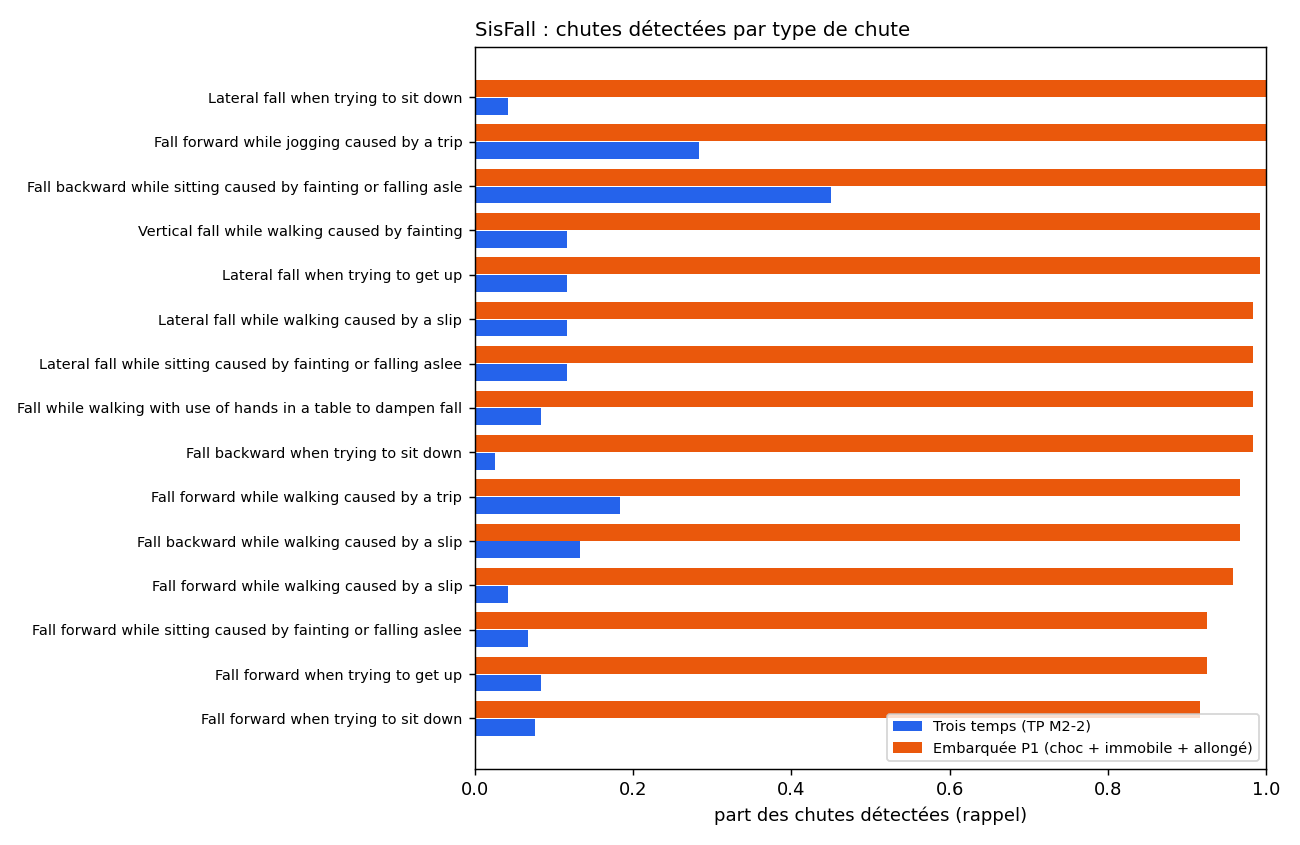 SisFall : chutes détectées par type de chute
Lateral fall when trying to sit down
Fall forward while jogging caused by a trip
Fall backward while sitting caused by fainting or falling asle
Vertical fall while walking caused by fainting
Lateral fall when trying to get up
Lateral fall while walking caused by a slip
Lateral fall while sitting caused by fainting or falling aslee
Fall while walking with use of hands in a table to dampen fall
Fall backward when trying to sit down
Fall forward while walking caused by a trip
Fall backward while walking caused by a slip
Fall forward while walking caused by a slip
Fall forward while sitting caused by fainting or falling aslee
Fall forward when trying to get up
Fall forward when trying to sit down
Trois temps (TP M2-2)
Embarquée P1 (choc + immobile + allongé)
0.0 0.2 0.4 0.6 0.8 1.0
part des chutes détectées (rappel)